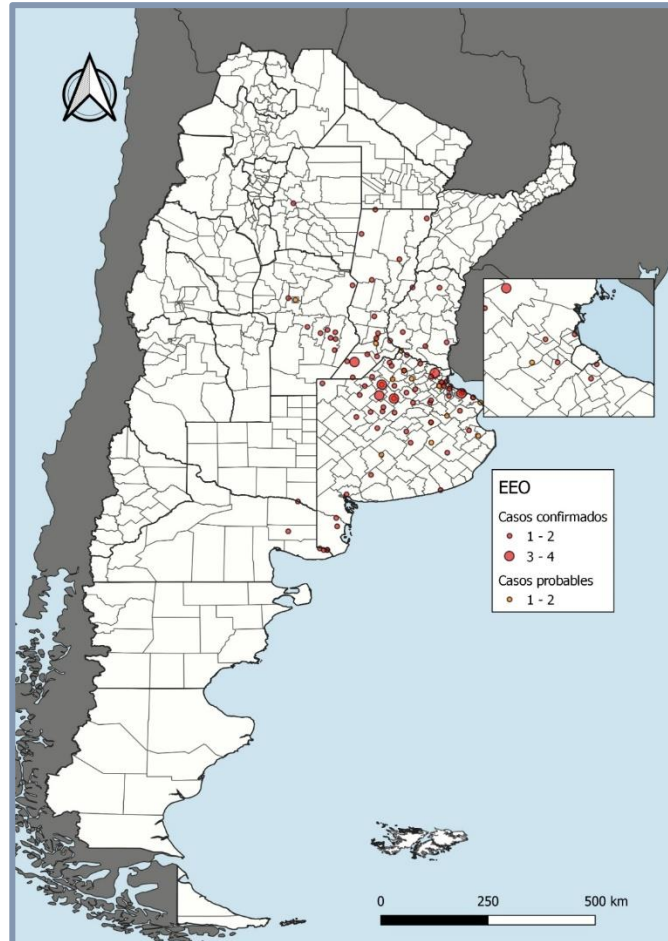 EEO
Casos confirmados
1 - 2
3 - 4
Casos probables
1 - 2
0 250 500 km